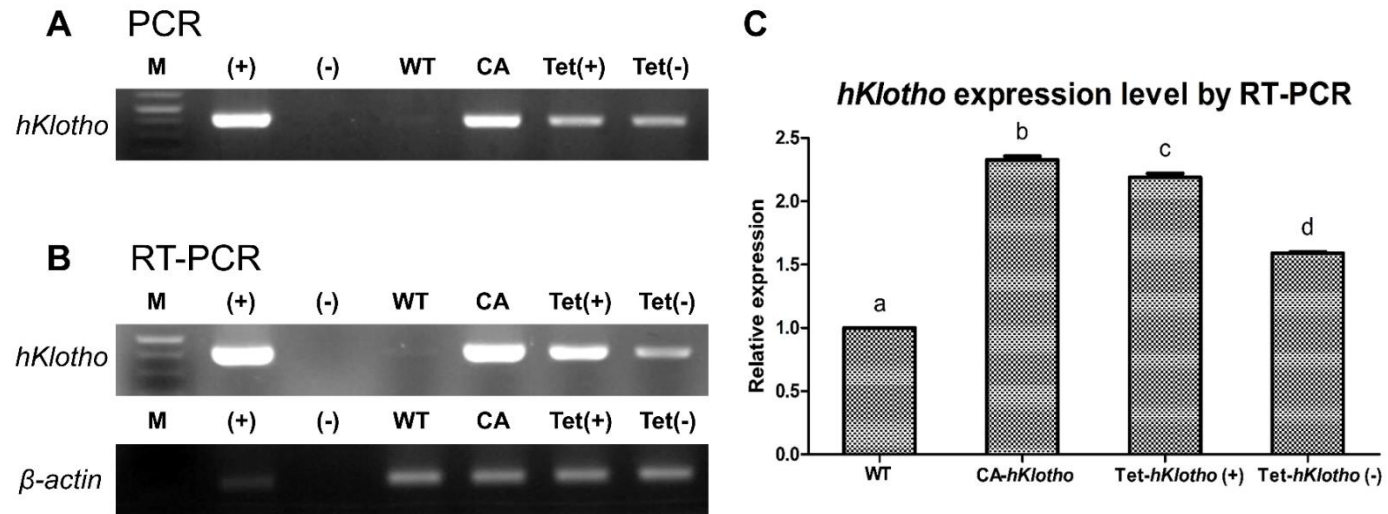 A PCR
M (+) (-) WT CA Tet(+) Tet(-)
hKlotho
B RT-PCR
M (+) (-) WT CA Tet(+) Tet(-)
hKlotho
M (+) (-) WT CA Tet(+) Tet(-)
β-actin
C
hKlotho expression level by RT-PCR
Relative expression
2.5
2.0
1.5
1.0
0.5
0.0
a
b
c
d
WT CA-hKlotho Tet-hKlotho (+) Tet-hKlotho (-)